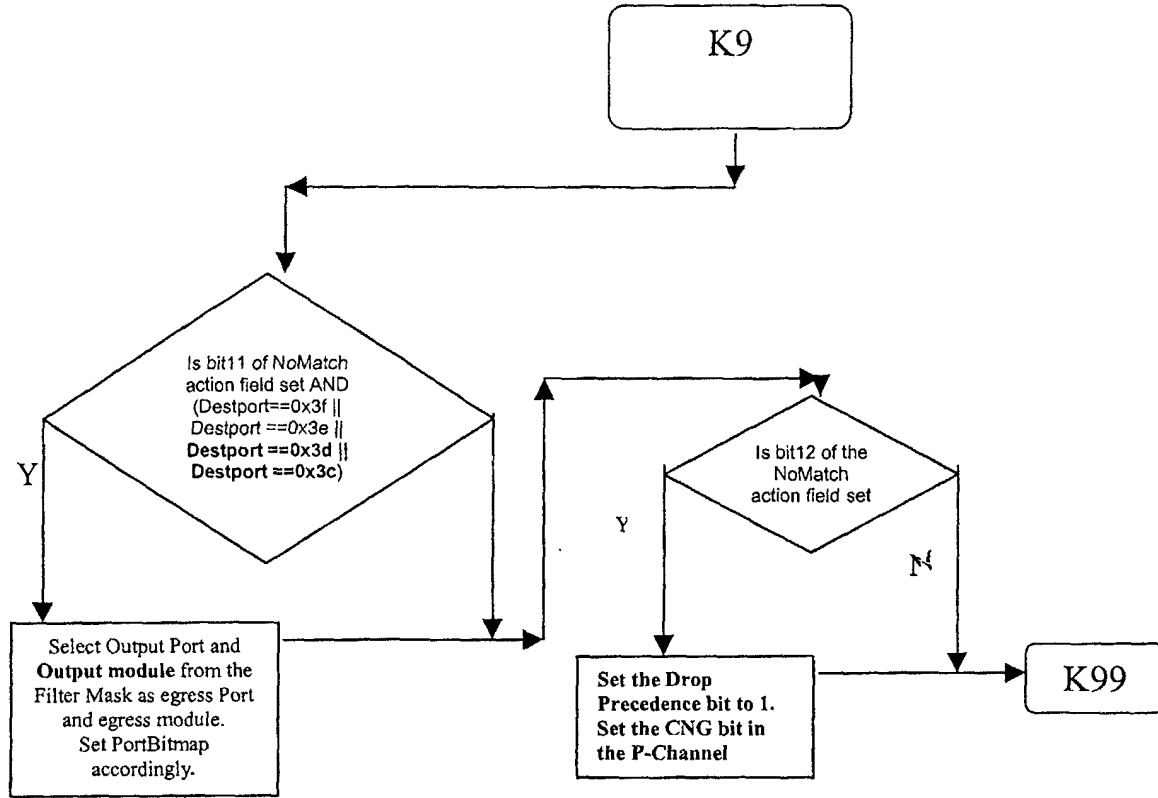 K9
Is bit11 of NoMatch
action field set AND
(Destport==0x3f ||
Destport ==0x3e ||
Destport ==0x3d ||
Destport ==0x3c)
Y
Is bit12 of the
NoMatch
action field set
Y
N
Select Output Port and
Output module from the
Filter Mask as egress Port
and egress module.
Set PortBitmap
accordingly.
Set the Drop
Precedence bit to 1.
Set the CNG bit in
the P-Channel
K99